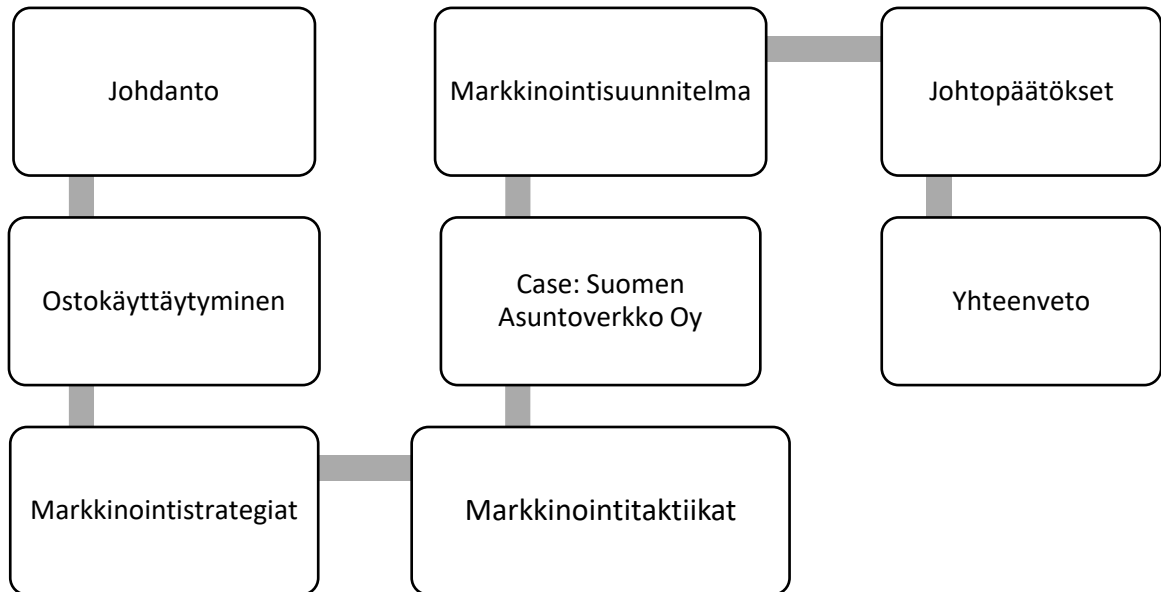 Johdanto
Ostokäyttäytyminen
Markkinointistrategiat
Markkinointitaktiikat
Case: Suomen
Asuntoverkko Oy
Markkinointisuunnitelma
Johtopäätökset
Yhteenveto